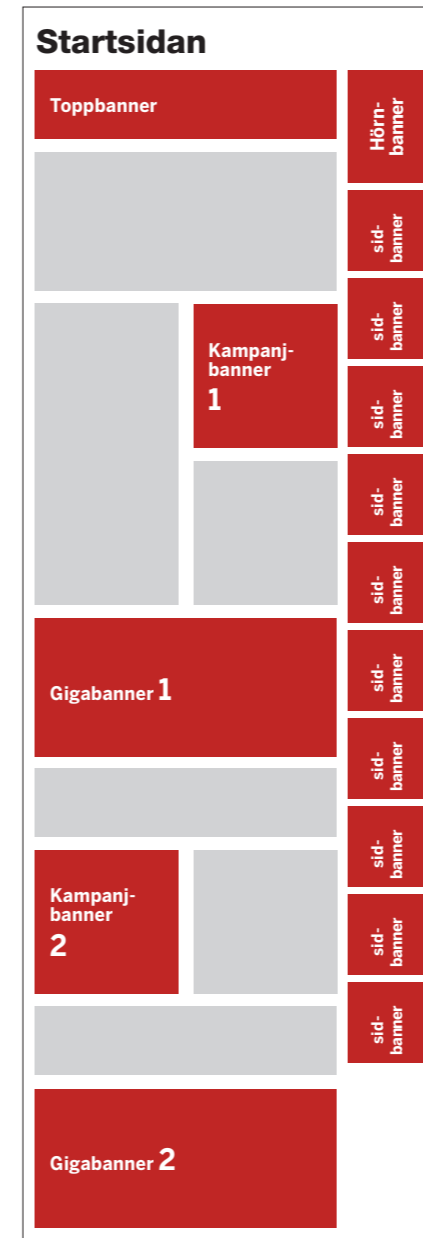 Startsidan
Toppbanner
Hörn-
banner
sid-
banner
sid-
banner
Kampanj-
banner
1
sid-
banner
sid-
banner
sid-
banner
Gigabanner 1
sid-
banner
sid-
banner
sid-
banner
Kampanj-
banner
2
sid-
banner
sid-
banner
Gigabanner 2